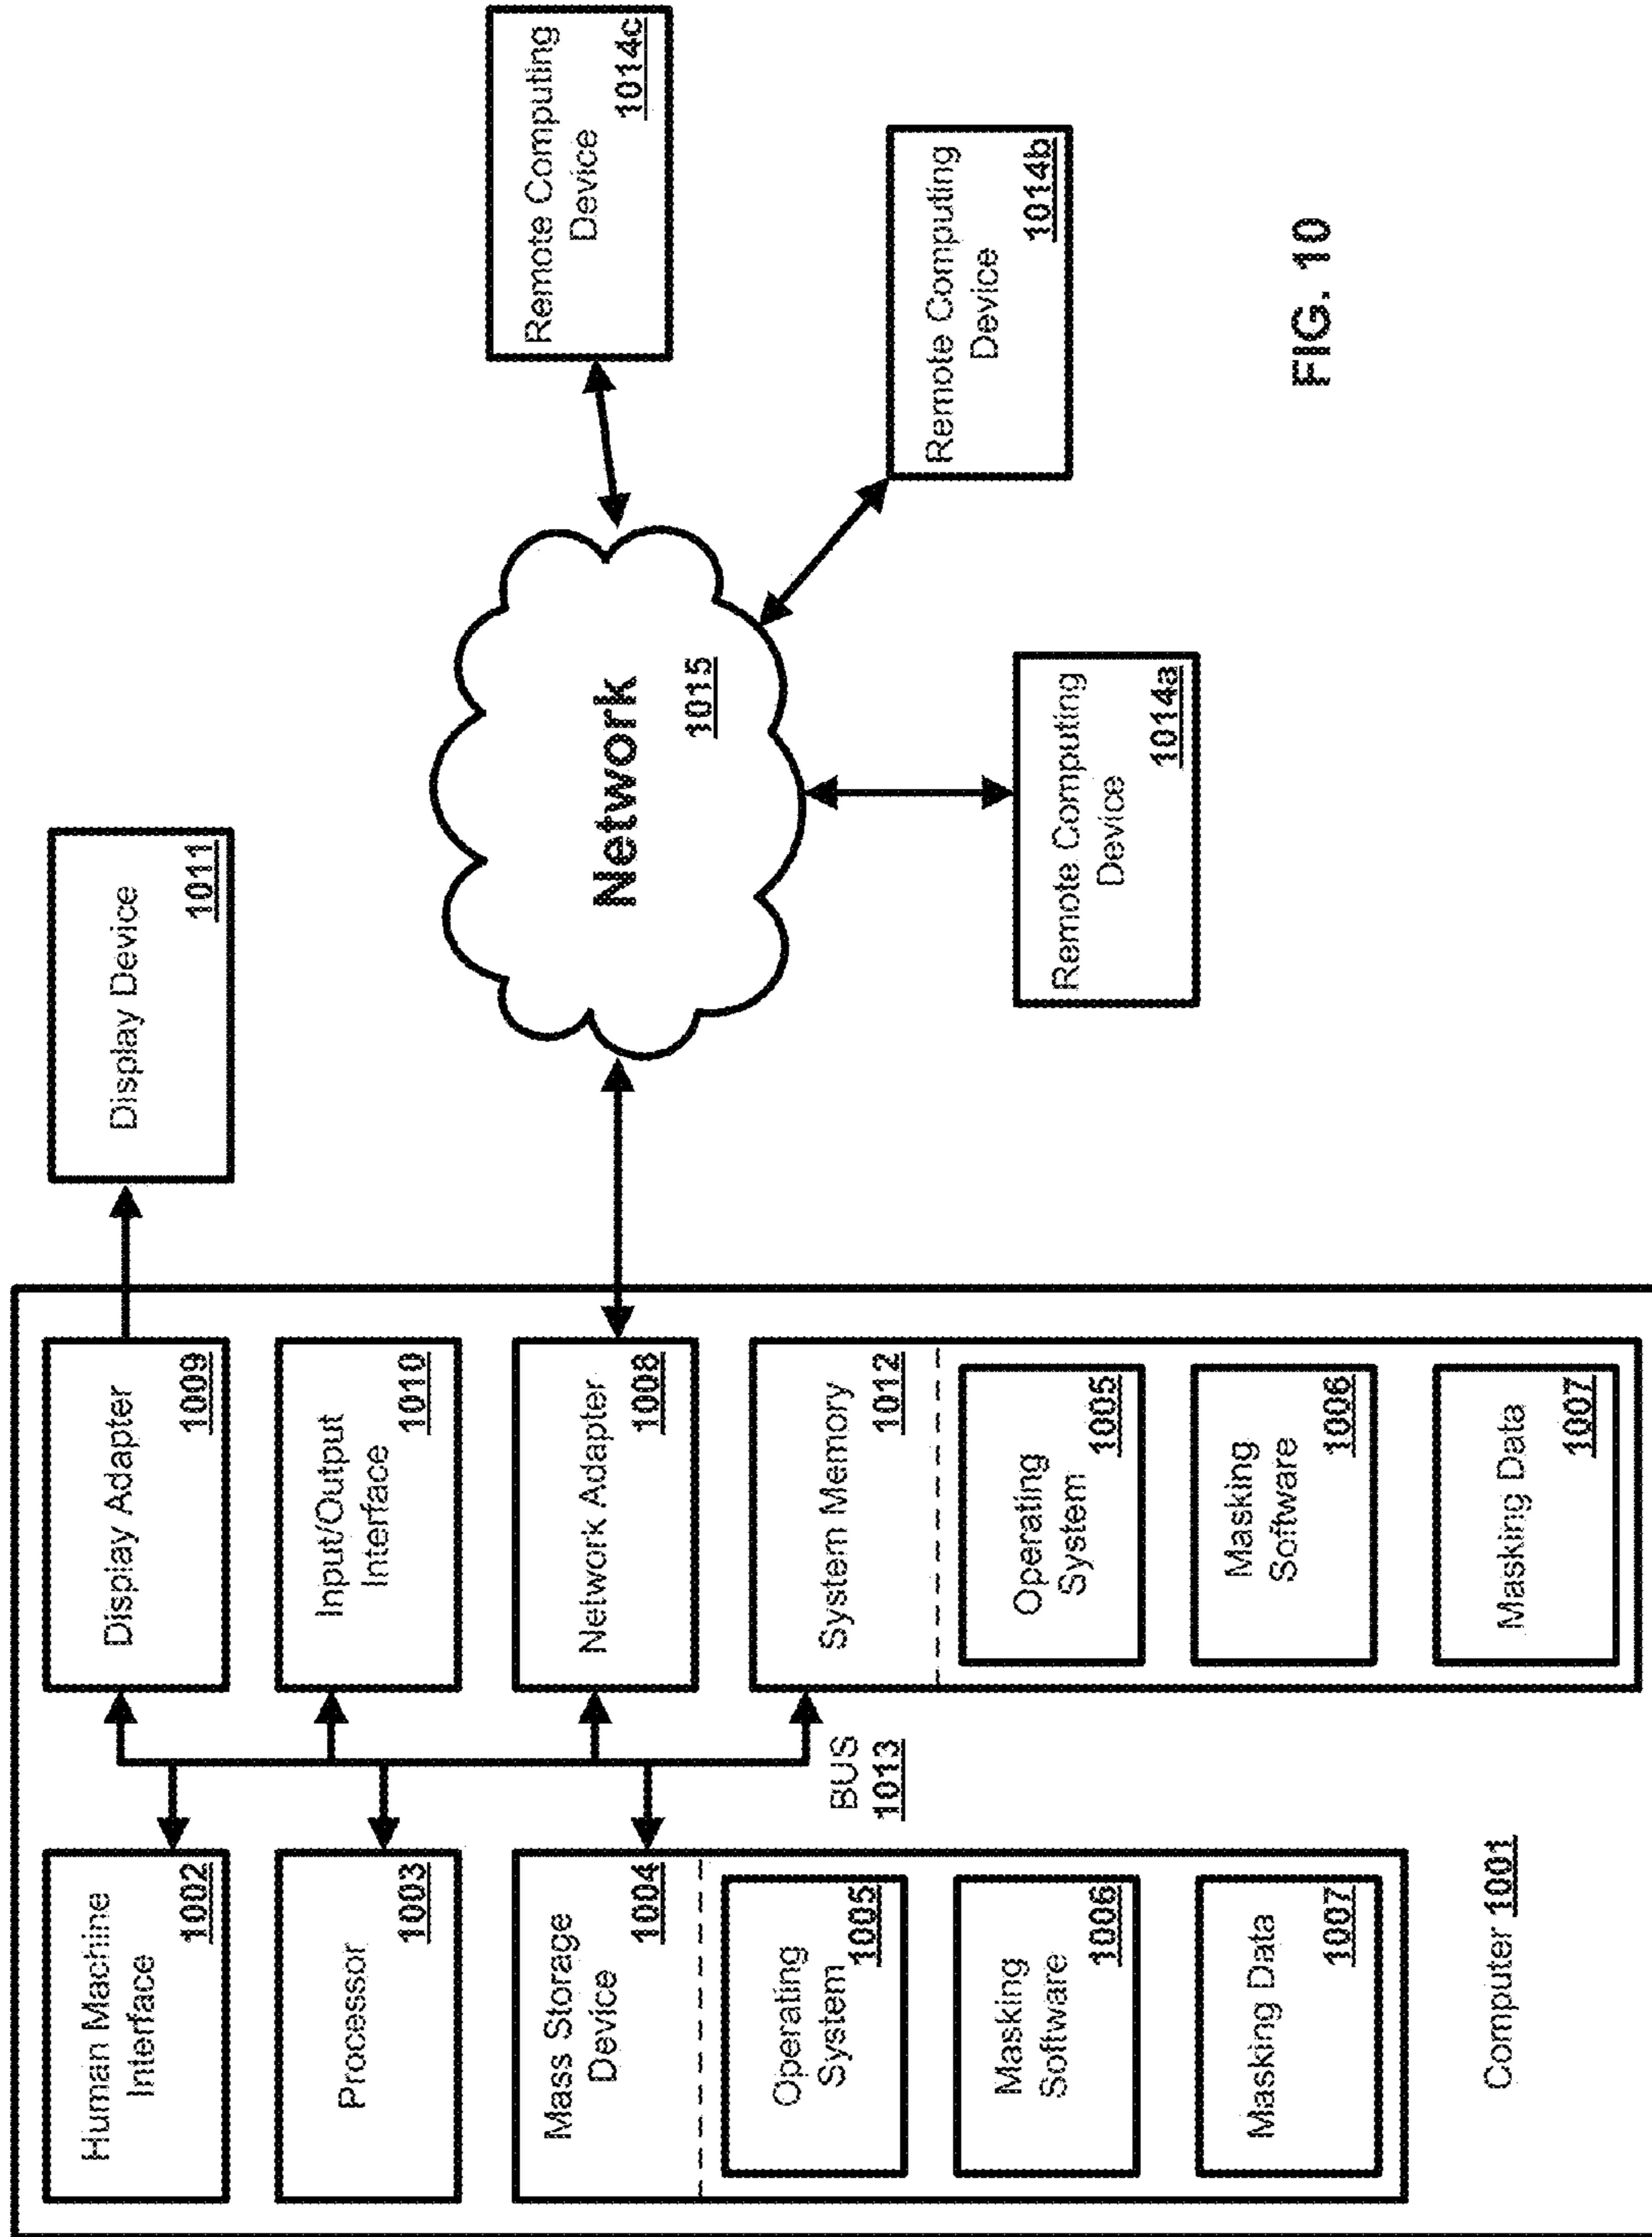 Human Machine
Interface
1002
Processor
1003
Mass Storage
Device
1004
Operating
System
1005
Masking
Software
1006
Masking Data
1007
Computer 1001
BUS
1013
Display Adapter
1009
Input/Output
Interface
1010
Network Adapter
1008
System Memory
1012
Operating
System
1005
Masking
Software
1006
Masking Data
1007
Display Device
1011
Network
1015
Remote Computing
Device
1014a
Remote Computing
Device
1014b
Remote Computing
Device
1014c
FIG. 10